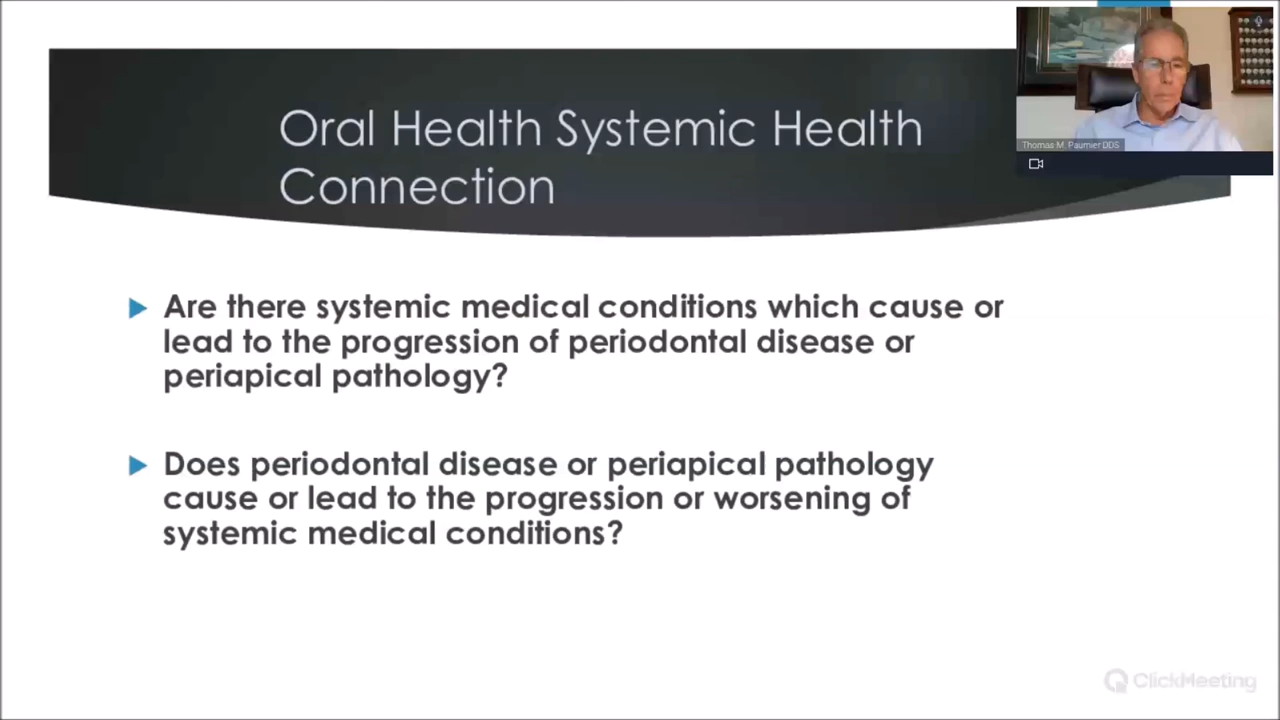 Oral Health Systemic Health
Connection
Thomas M. Paumier DDS
Are there systemic medical conditions which cause or
lead to the progression of periodontal disease or
periapical pathology?
Does periodontal disease or periapical pathology
cause or lead to the progression or worsening of
systemic medical conditions?
ClickMeeting